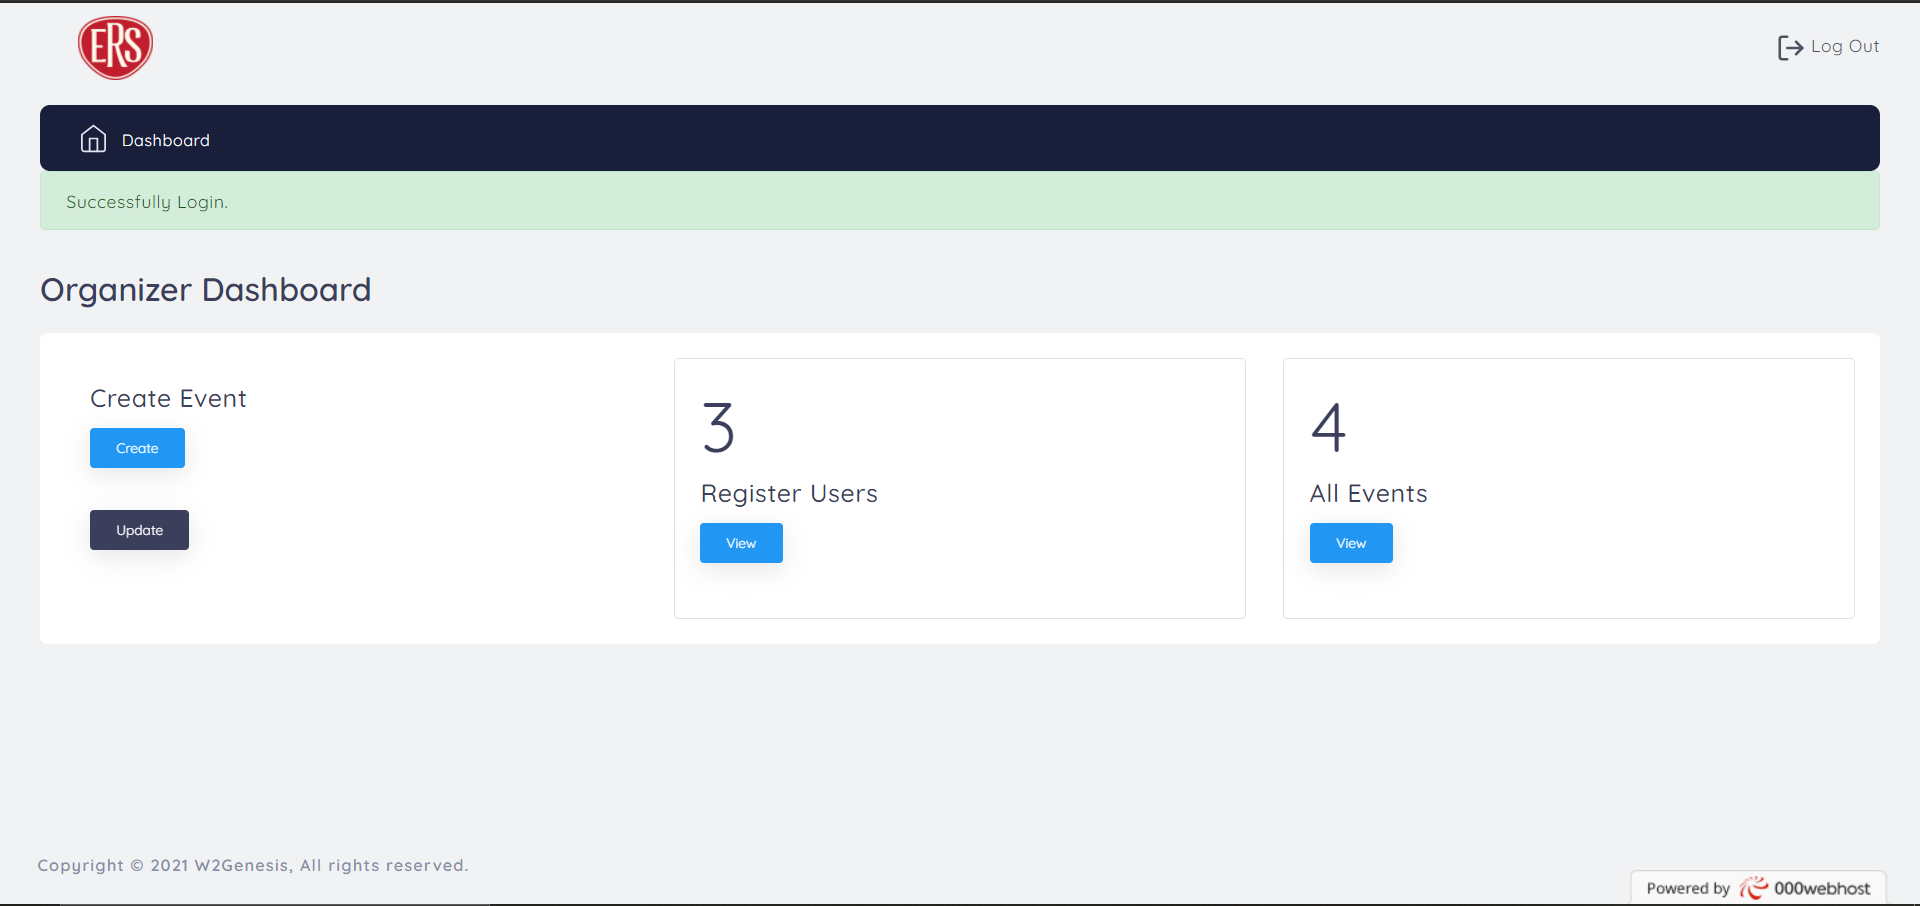 ERS
Log Out
Dashboard
Successfully Login.
Organizer Dashboard
Create Event
Create
Update
3
Register Users
View
4
All Events
View
Copyright © 2021 W2Genesis, All rights reserved.
Powered by 000webhost